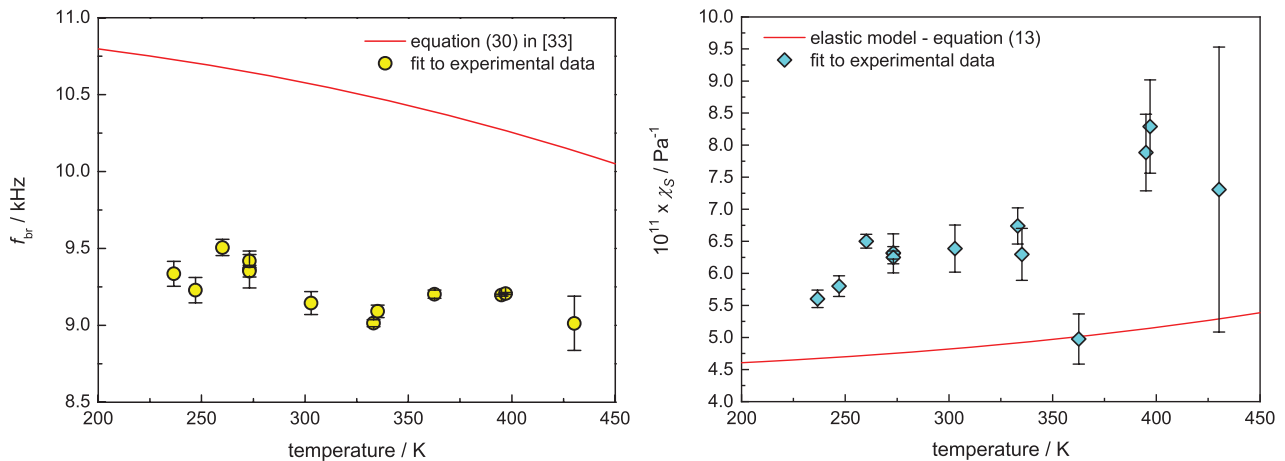 11.0
10.5
10.0
9.5
9.0
8.5
f_br / kHz
equation (30) in [33]
fit to experimental data
200 250 300 350 400 450
temperature / K
10.0
9.5
9.0
8.5
8.0
7.5
7.0
6.5
6.0
5.5
5.0
4.5
4.0
10¹¹ x χ_S / Pa⁻¹
elastic model - equation (13)
fit to experimental data
200 250 300 350 400 450
temperature / K